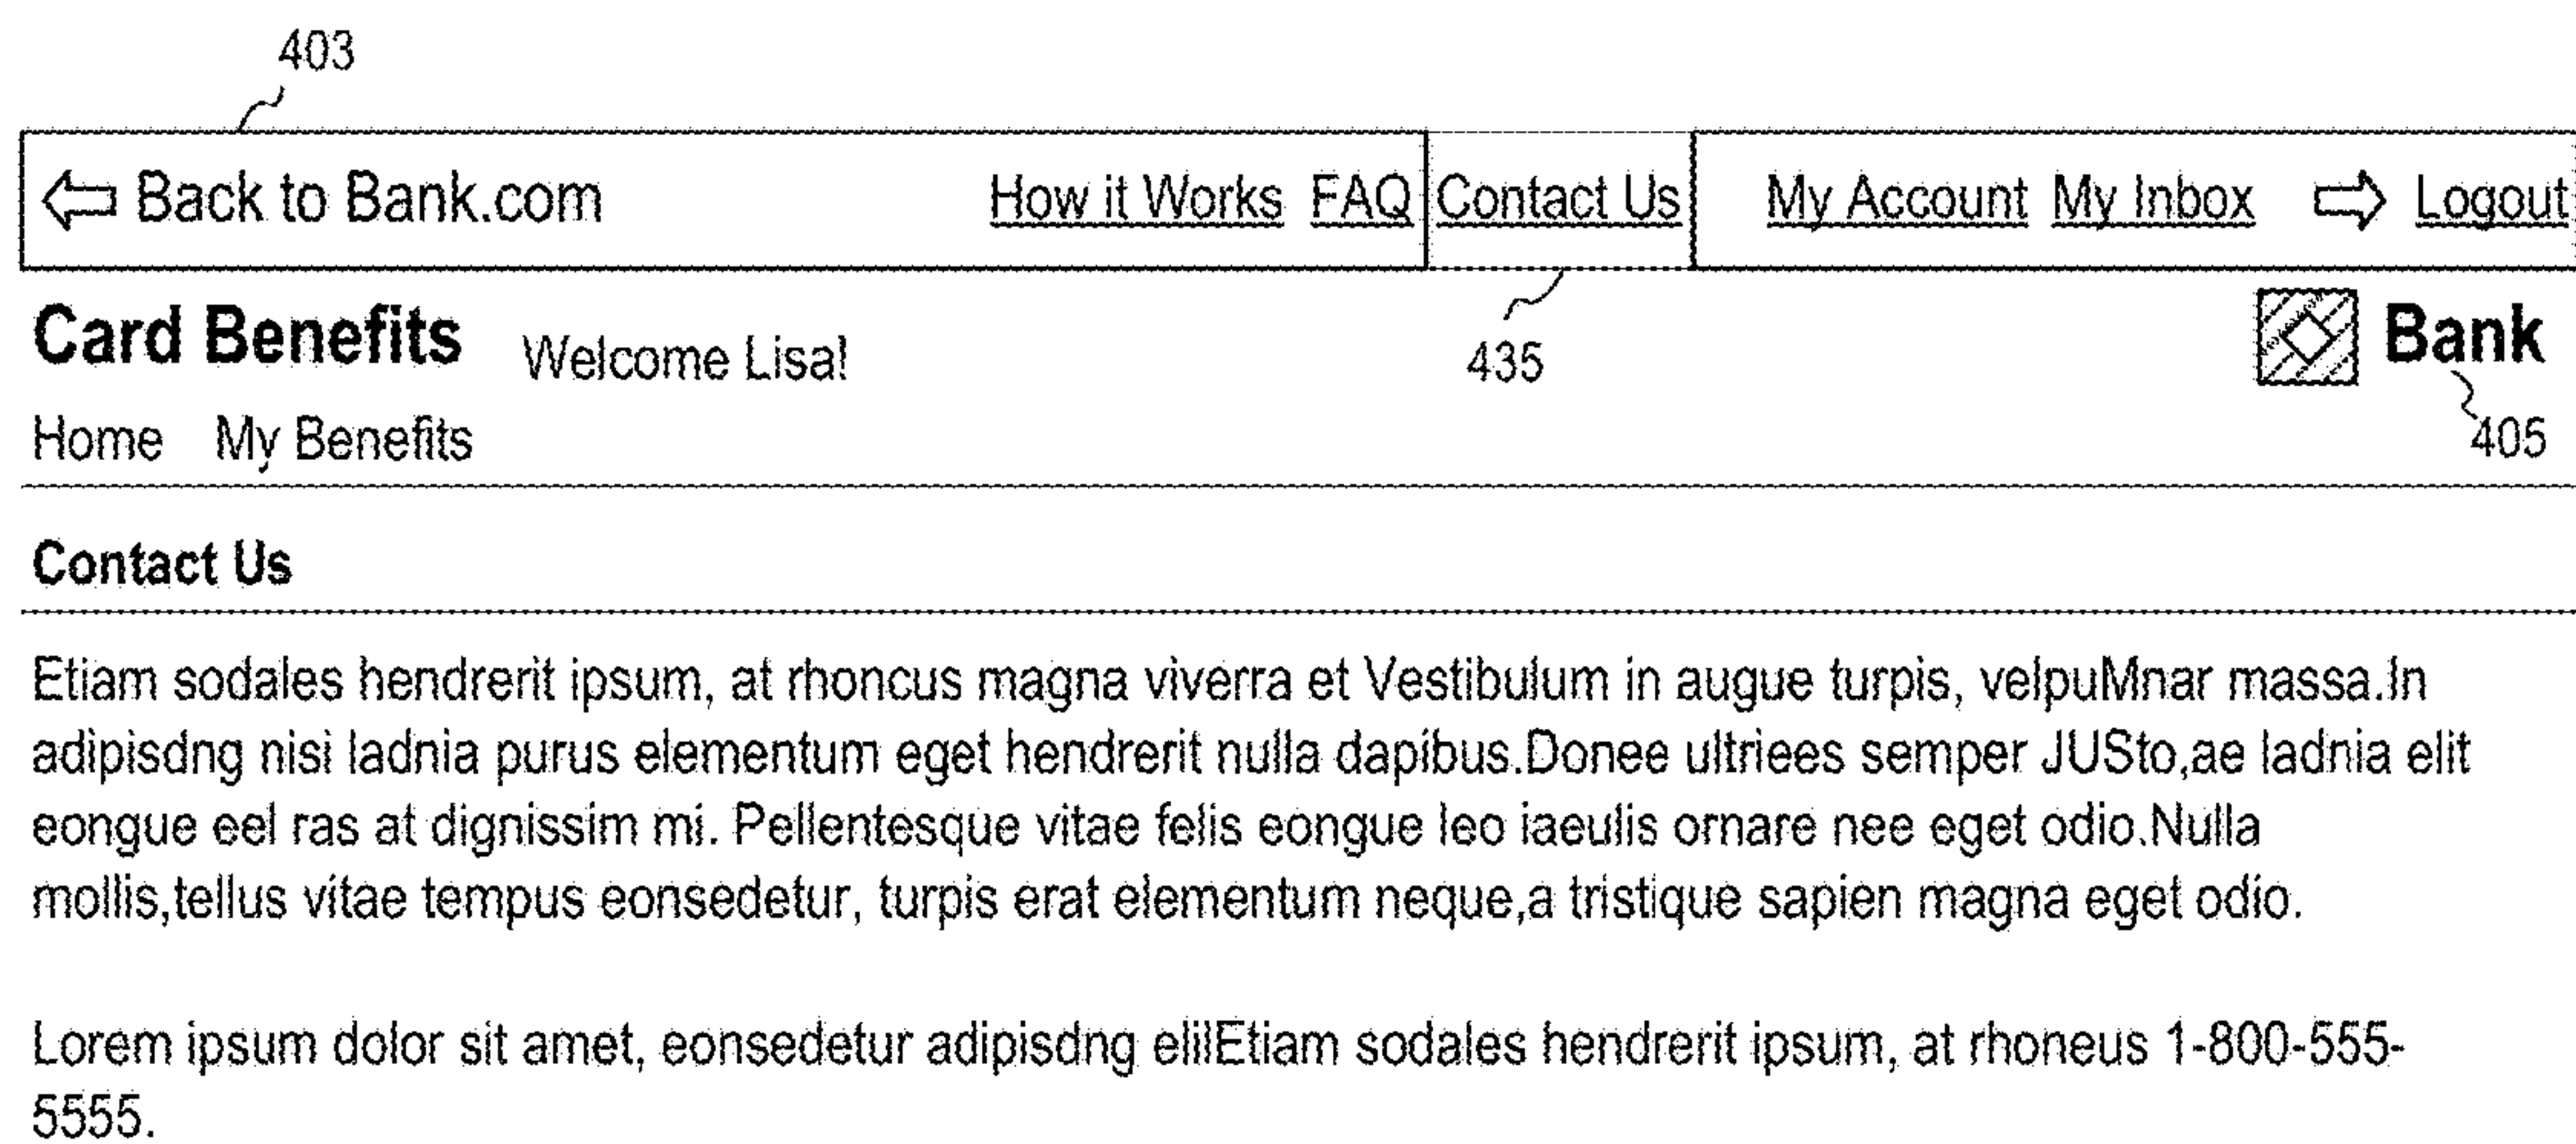 403
Back to Bank.com How it Works FAQ Contact Us My Account My Inbox Logout
Card Benefits Welcome Lisa! 435 Bank
Home My Benefits 405
Contact Us
Etiam sodales hendrerit ipsum, at rhoncus magna viverra et Vestibulum in augue turpis, velpuMnar massa.In
adipisdng nisi ladnia purus elementum eget hendrerit nulla dapibus.Donee ultriees semper JUSto,ae ladnia elit
eongue eel ras at dignissim mi. Pellentesque vitae felis eongue leo iaeulis ornare nee eget odio.Nulla
mollis,tellus vitae tempus eonsedetur, turpis erat elementum neque,a tristique sapien magna eget odio.
Lorem ipsum dolor sit amet, eonsedetur adipisdng elilEtiam sodales hendrerit ipsum, at rhoneus 1-800-555-
5555.